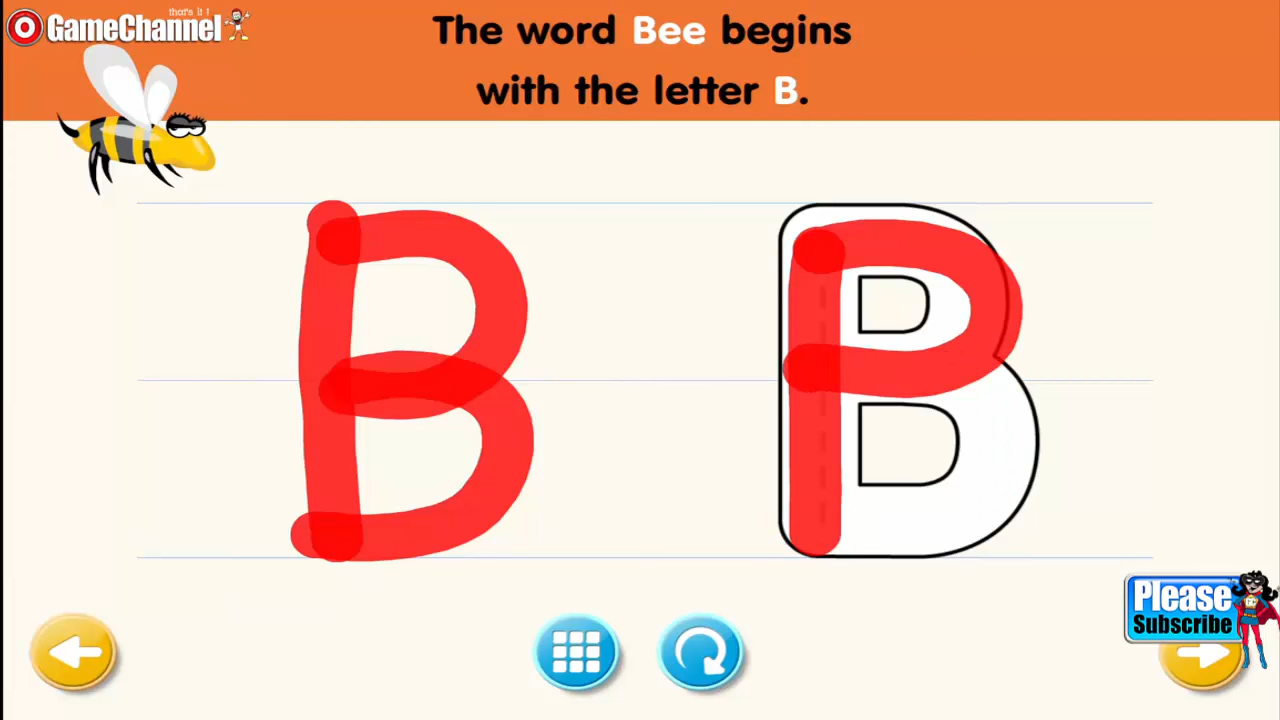 that's it !
GameChannel
The word Bee begins
with the letter B.
B B
Please
Subscribe